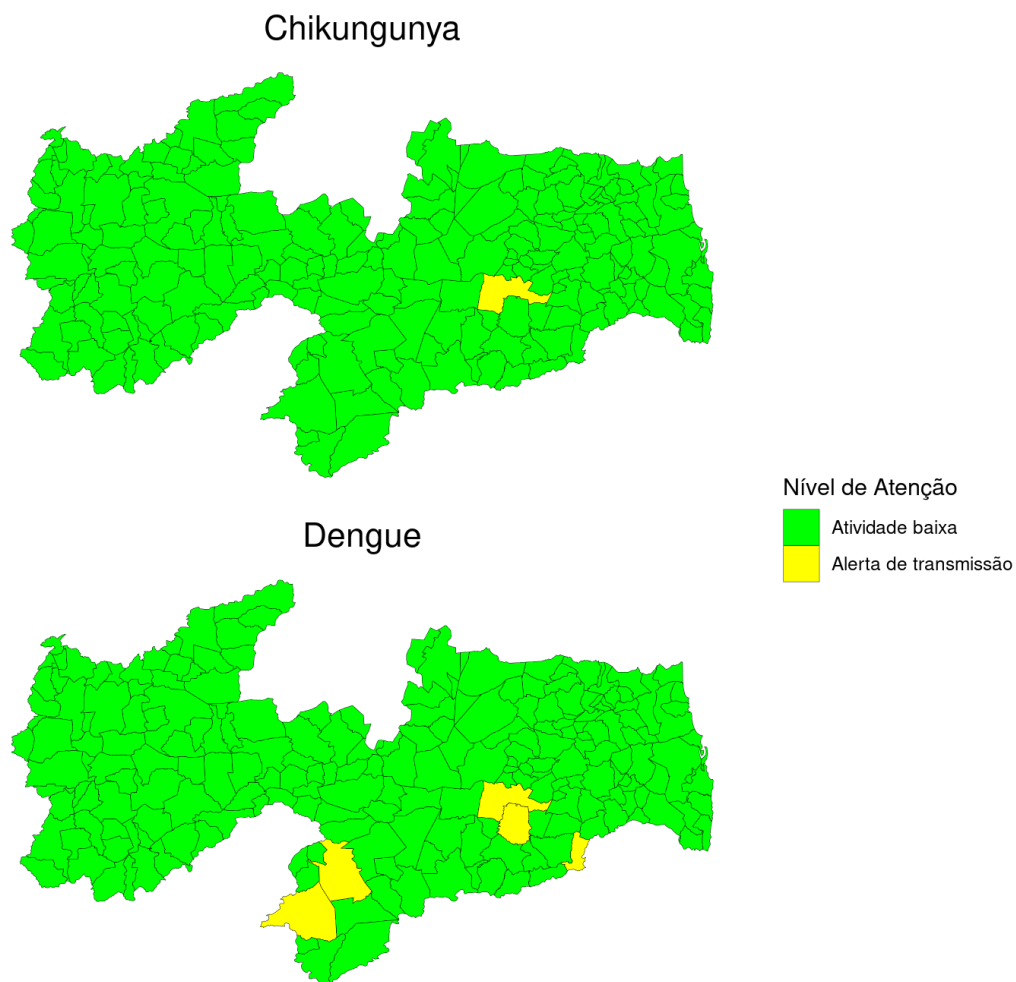 Chikungunya
Nível de Atenção
Atividade baixa
Alerta de transmissão
Dengue